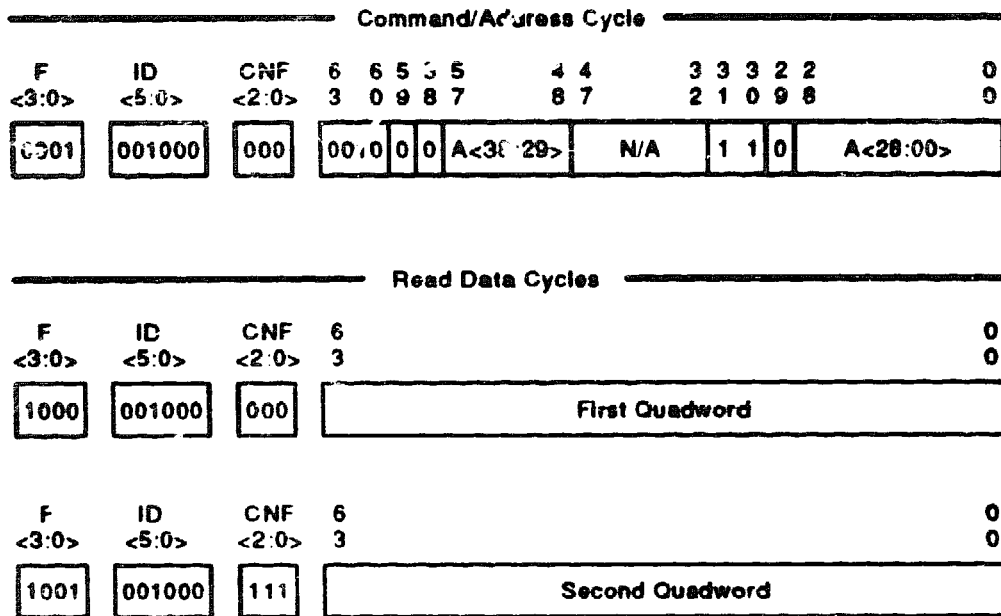 Command/Address Cycle
F ID CNF 6 6 5 5 4 4 3 3 3 2 2 0
<3:0> <5:0> <2:0> 3 0 9 8 7 8 7 2 1 0 9 8 0
001000 000 0 0 N/A 1 1 0 A<28:00>
Read Data Cycles
F ID CNF 6 0
<3:0> <5:0> <2:0> 3 0
1000 001000 000 First Quadword
F ID CNF 6 0
<3:0> <5:0> <2:0> 3 0
1001 001000 111 Second Quadword